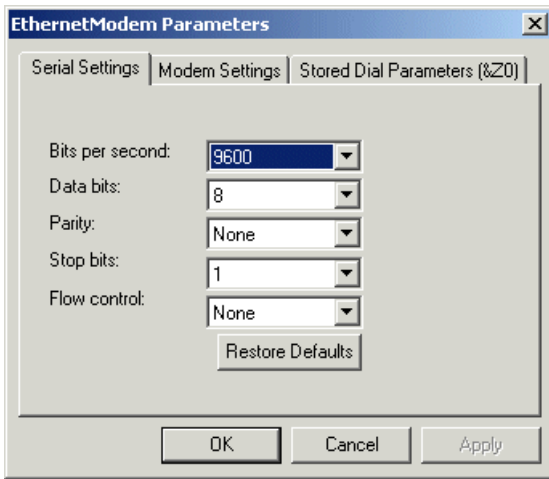 EthernetModem Parameters
Serial Settings Modem Settings Stored Dial Parameters (&Z0)
Bits per second: 9600
Data bits: 8
Parity: None
Stop bits: 1
Flow control: None
Restore Defaults
OK Cancel Apply